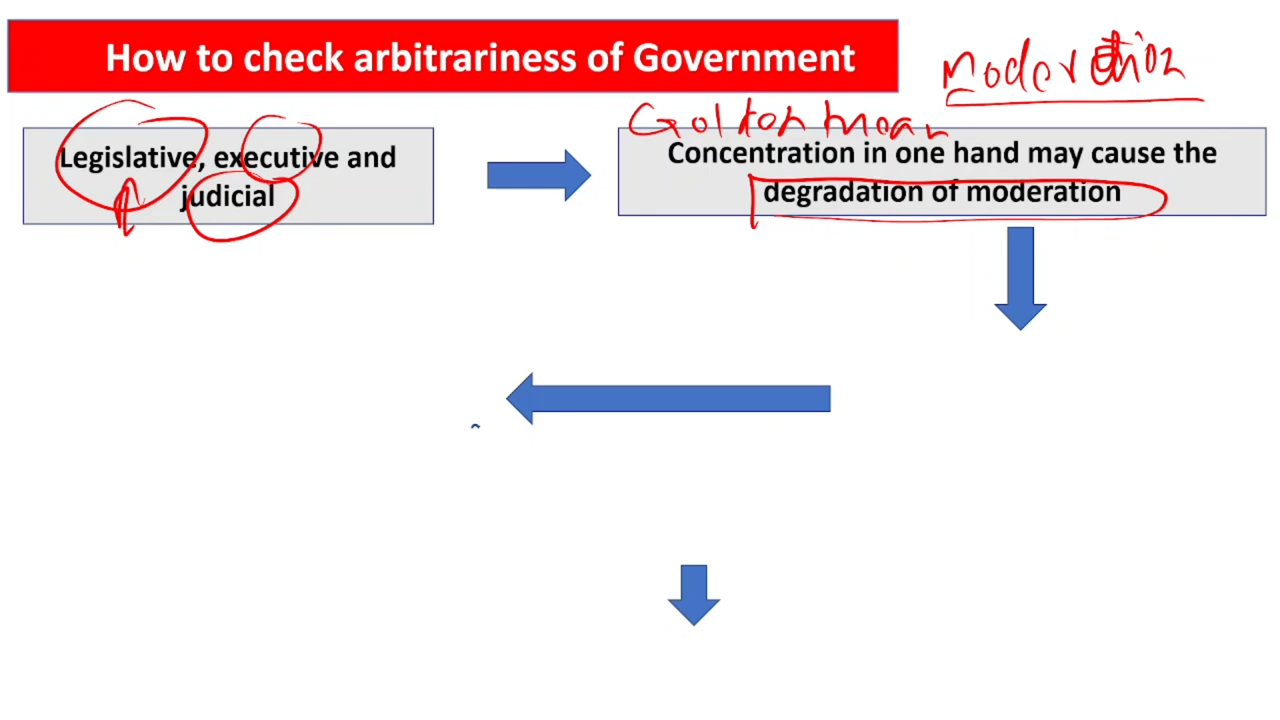 How to check arbitrariness of Government
moderation
Golden mean
Legislative, executive and
judicial
Concentration in one hand may cause the
degradation of moderation